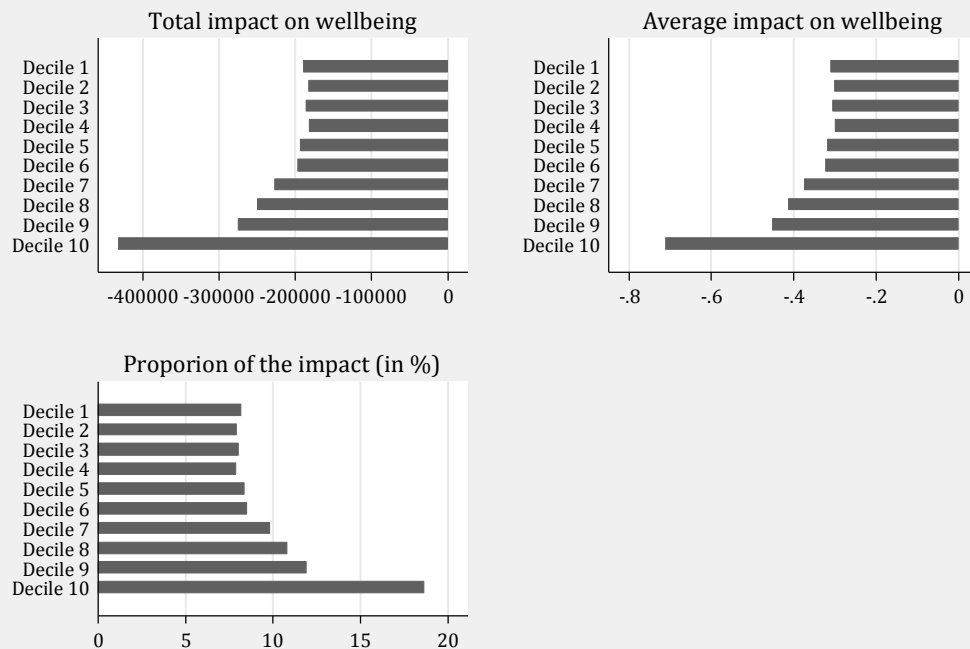 Total impact on wellbeing
Decile 1
Decile 2
Decile 3
Decile 4
Decile 5
Decile 6
Decile 7
Decile 8
Decile 9
Decile 10
-400000 -300000 -200000 -100000 0
Average impact on wellbeing
Decile 1
Decile 2
Decile 3
Decile 4
Decile 5
Decile 6
Decile 7
Decile 8
Decile 9
Decile 10
-.8 -.6 -.4 -.2 0
Proporion of the impact (in %)
Decile 1
Decile 2
Decile 3
Decile 4
Decile 5
Decile 6
Decile 7
Decile 8
Decile 9
Decile 10
0 5 10 15 20